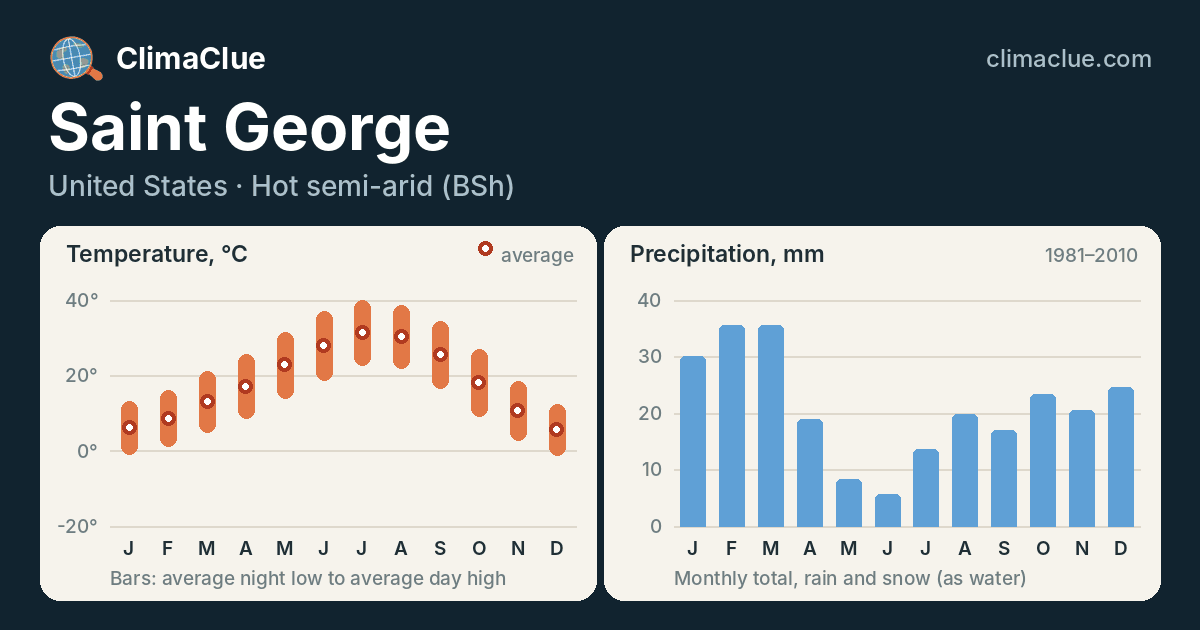 ClimaClue
climaclue.com
Saint George
United States · Hot semi-arid (BSh)
Temperature, °C
average
40°
20°
0°
-20°
J F M A M J J A S O N D
Bars: average night low to average day high
Precipitation, mm
1981–2010
40
30
20
10
0
J F M A M J J A S O N D
Monthly total, rain and snow (as water)